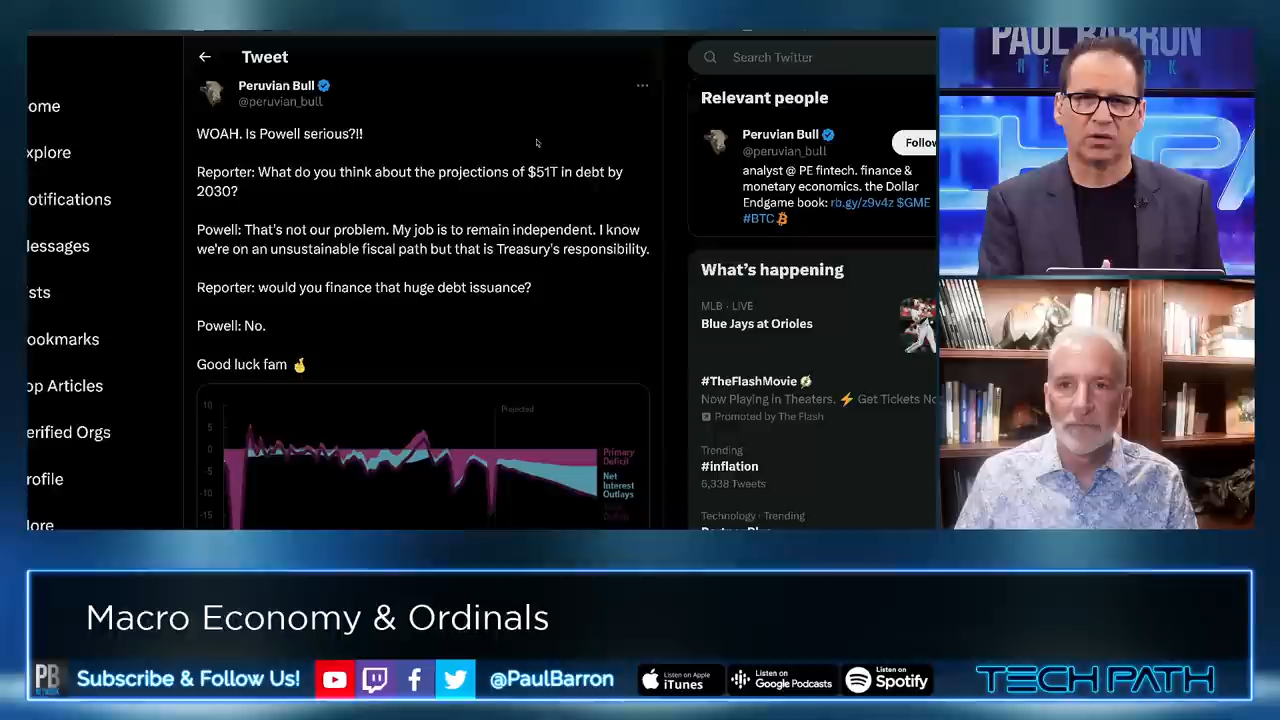 ome
xplore
otifications
essages
sts
ookmarks
op Articles
erified Orgs
rofile
ore
Tweet
Peruvian Bull
@peruvian_bull
WOAH. Is Powell serious?!!
Reporter: What do you think about the projections of $51T in debt by
2030?
Powell: That's not our problem. My job is to remain independent. I know
we're on an unsustainable fiscal path but that is Treasury's responsibility.
Reporter: would you finance that huge debt issuance?
Powell: No.
Good luck fam 🤞
10
5
0
-5
-10
-15
Projected
Primary
Deficit
Net
Interest
Outlays
Search Twitter
Relevant people
Peruvian Bull
@peruvian_bull
Follow
analyst @ PE fintech. finance &
monetary economics. the Dollar
Endgame book: rb.gy/z9v4z $GME
#BTC
What's happening
MLB · LIVE
Blue Jays at Orioles
#TheFlashMovie
Now Playing in Theaters. ⚡ Get Tickets No
Promoted by The Flash
Trending
#inflation
6,338 Tweets
Technology · Trending
PAUL BARRON
Macro Economy & Ordinals
PB
NETWORK
Subscribe & Follow Us!
@PaulBarron
Listen on Apple
iTunes
Listen on
Google Podcasts
Listen on
Spotify
TECH PATH